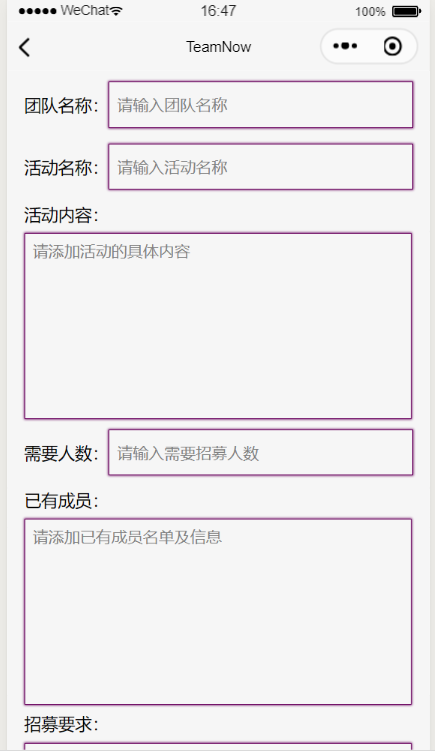 WeChat 16:47 100%
TeamNow
团队名称： 请输入团队名称
活动名称： 请输入活动名称
活动内容：
请添加活动的具体内容
需要人数： 请输入需要招募人数
已有成员：
请添加已有成员名单及信息
招募要求：